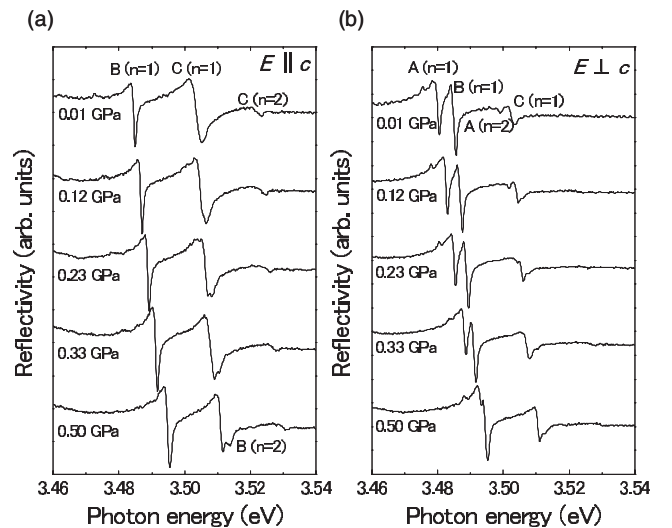 (a)
E ∥ c
B (n=1)
C (n=1)
C (n=2)
0.01 GPa
0.12 GPa
0.23 GPa
0.33 GPa
0.50 GPa
B (n=2)
Reflectivity (arb. units)
3.46 3.48 3.50 3.52 3.54
Photon energy (eV)
(b)
E ⊥ c
A (n=1)
B (n=1)
C (n=1)
A (n=2)
0.01 GPa
0.12 GPa
0.23 GPa
0.33 GPa
0.50 GPa
Reflectivity (arb. units)
3.46 3.48 3.50 3.52 3.54
Photon energy (eV)